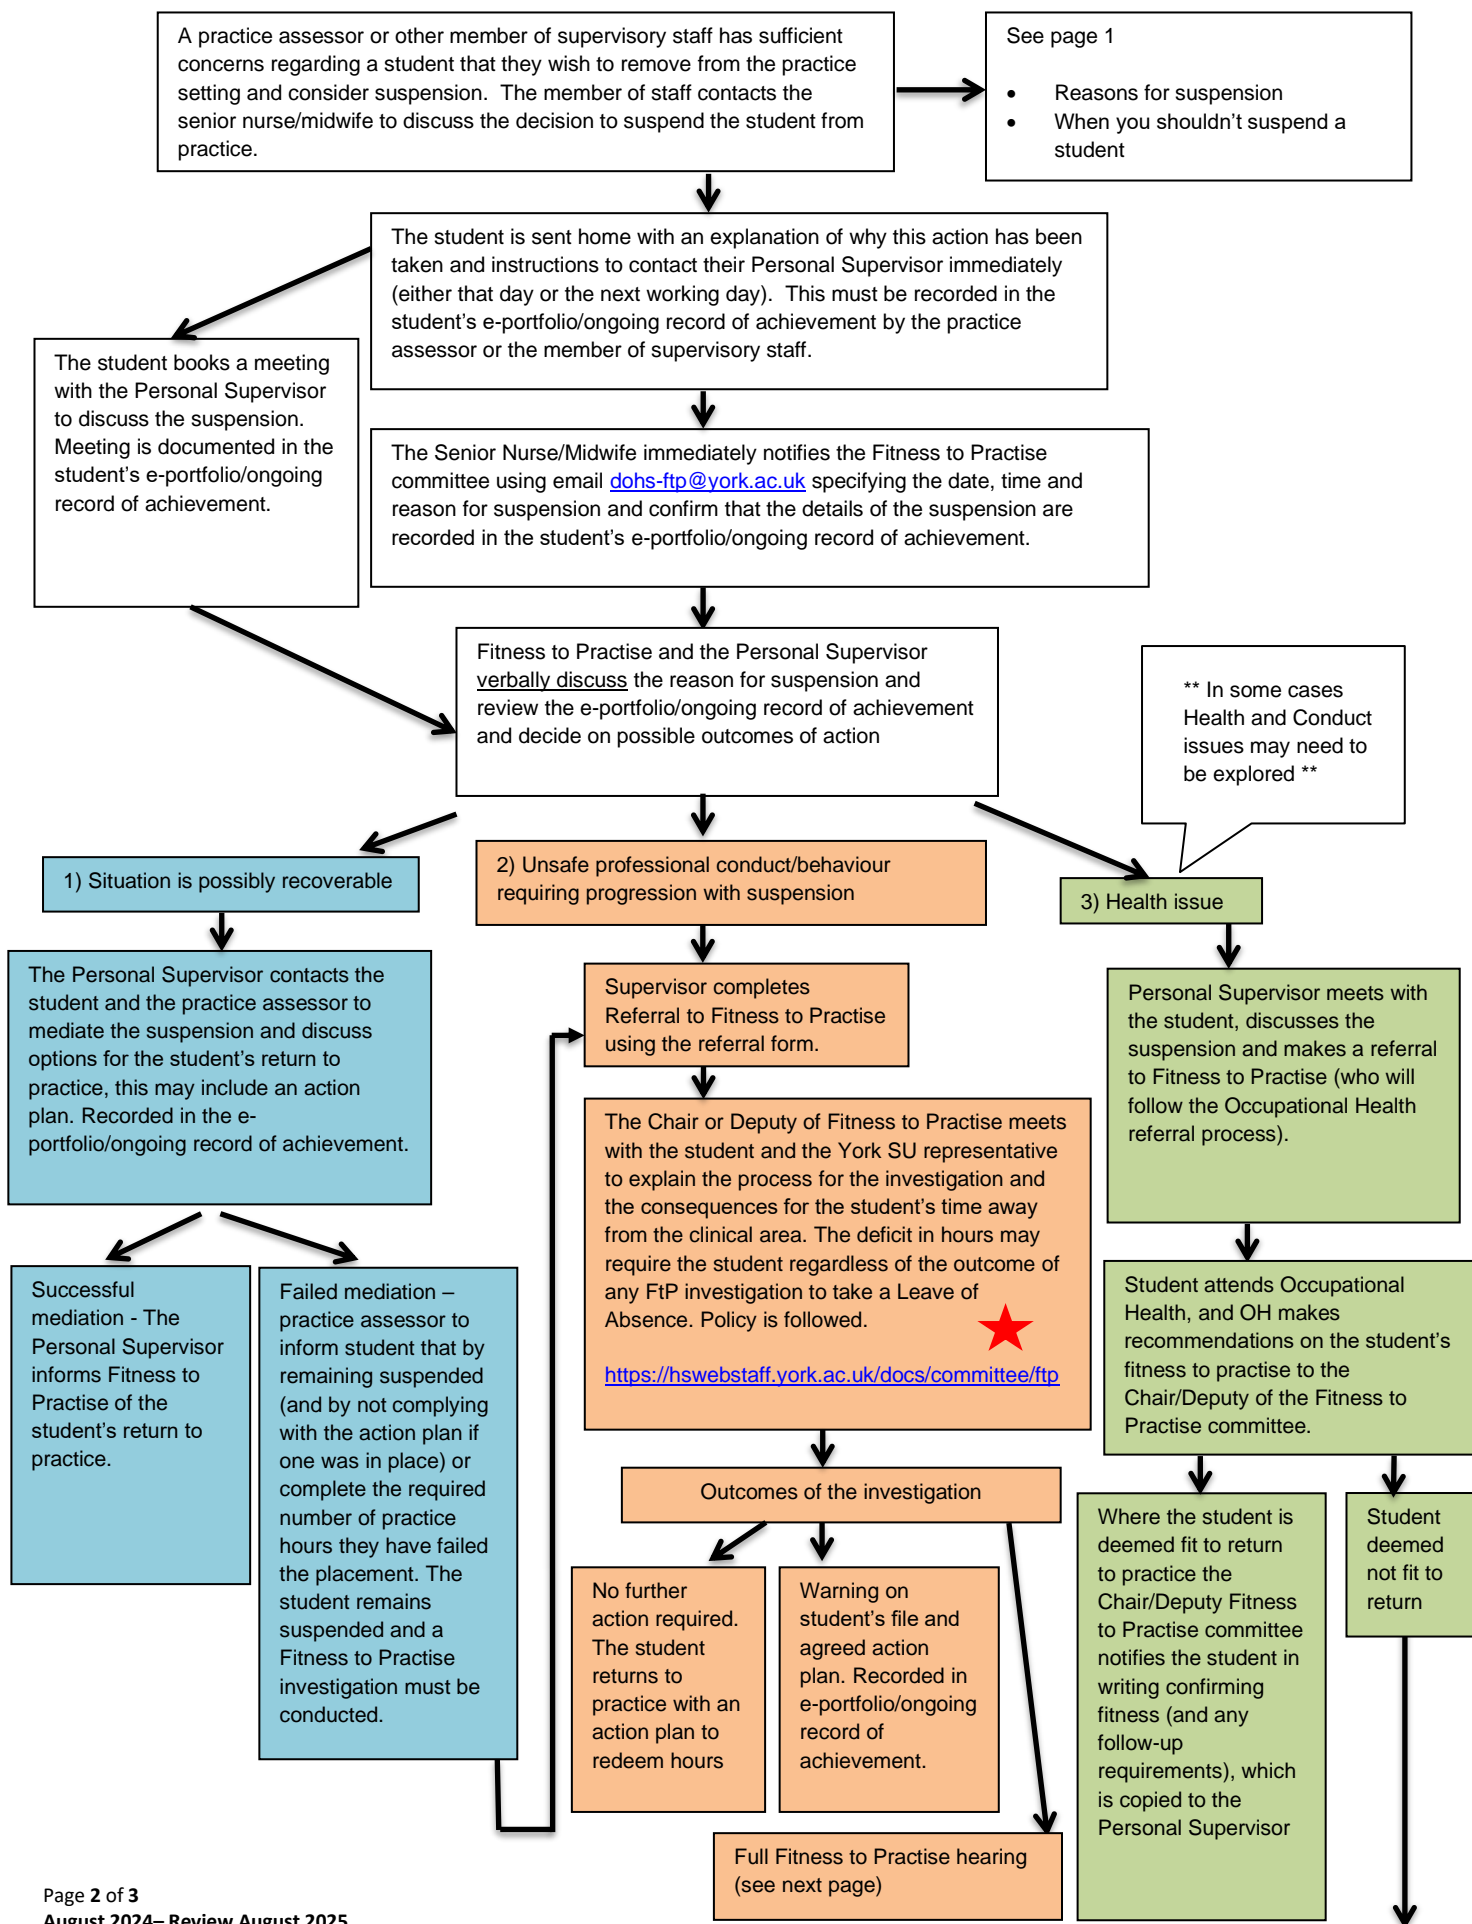 A practice assessor or other member of supervisory staff has sufficient
concerns regarding a student that they wish to remove from the practice
setting and consider suspension.  The member of staff contacts the
senior nurse/midwife to discuss the decision to suspend the student from
practice.
See page 1
• Reasons for suspension
• When you shouldn’t suspend a
student
The student is sent home with an explanation of why this action has been
taken and instructions to contact their Personal Supervisor immediately
(either that day or the next working day).  This must be recorded in the
student’s e-portfolio/ongoing record of achievement by the practice
assessor or the member of supervisory staff.
The student books a meeting
with the Personal Supervisor
to discuss the suspension.
Meeting is documented in the
student’s e-portfolio/ongoing
record of achievement.
The Senior Nurse/Midwife immediately notifies the Fitness to Practise
committee using email dohs-ftp@york.ac.uk specifying the date, time and
reason for suspension and confirm that the details of the suspension are
recorded in the student’s e-portfolio/ongoing record of achievement.
Fitness to Practise and the Personal Supervisor
verbally discuss the reason for suspension and
review the e-portfolio/ongoing record of achievement
and decide on possible outcomes of action
** In some cases
Health and Conduct
issues may need to
be explored **
1) Situation is possibly recoverable
2) Unsafe professional conduct/behaviour
requiring progression with suspension
3) Health issue
The Personal Supervisor contacts the
student and the practice assessor to
mediate the suspension and discuss
options for the student’s return to
practice, this may include an action
plan. Recorded in the e-
portfolio/ongoing record of achievement.
Supervisor completes
Referral to Fitness to Practise
using the referral form.
Personal Supervisor meets with
the student, discusses the
suspension and makes a referral
to Fitness to Practise (who will
follow the Occupational Health
referral process).
The Chair or Deputy of Fitness to Practise meets
with the student and the York SU representative
to explain the process for the investigation and
the consequences for the student’s time away
from the clinical area. The deficit in hours may
require the student regardless of the outcome of
any FtP investigation to take a Leave of
Absence. Policy is followed.
https://hswebstaff.york.ac.uk/docs/committee/ftp
Successful
mediation - The
Personal Supervisor
informs Fitness to
Practise of the
student’s return to
practice.
Failed mediation –
practice assessor to
inform student that by
remaining suspended
(and by not complying
with the action plan if
one was in place) or
complete the required
number of practice
hours they have failed
the placement. The
student remains
suspended and a
Fitness to Practise
investigation must be
conducted.
Student attends Occupational
Health, and OH makes
recommendations on the student’s
fitness to practise to the
Chair/Deputy of the Fitness to
Practise committee.
Outcomes of the investigation
No further
action required.
The student
returns to
practice with an
action plan to
redeem hours
Warning on
student’s file and
agreed action
plan. Recorded in
e-portfolio/ongoing
record of
achievement.
Where the student is
deemed fit to return
to practice the
Chair/Deputy Fitness
to Practise committee
notifies the student in
writing confirming
fitness (and any
follow-up
requirements), which
is copied to the
Personal Supervisor
Student
deemed
not fit to
return
Full Fitness to Practise hearing
(see next page)
Page 2 of 3
August 2024– Review August 2025